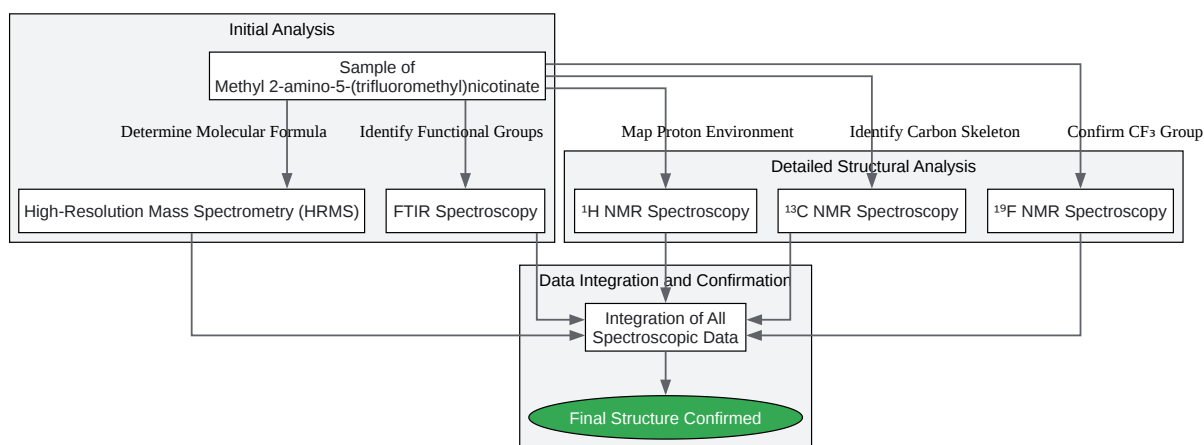 Initial Analysis
Sample of
Methyl 2-amino-5-(trifluoromethyl)nicotinate
Determine Molecular Formula
Identify Functional Groups
Map Proton Environment
Identify Carbon Skeleton
Confirm CF₃ Group
Detailed Structural Analysis
High-Resolution Mass Spectrometry (HRMS)
FTIR Spectroscopy
¹H NMR Spectroscopy
¹³C NMR Spectroscopy
¹⁹F NMR Spectroscopy
Data Integration and Confirmation
Integration of All
Spectroscopic Data
Final Structure Confirmed